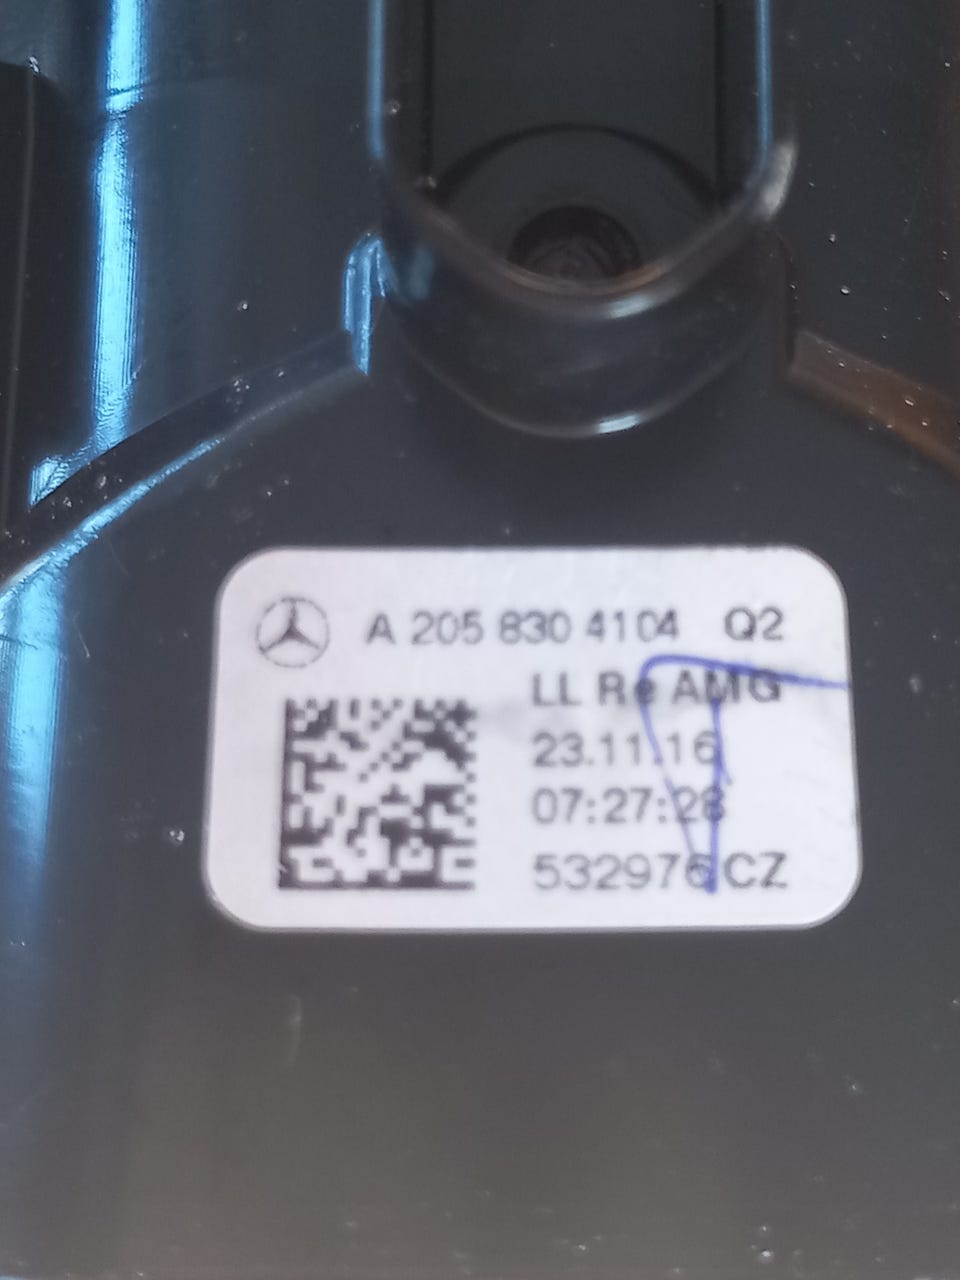 A 205 830 4104 Q2
LL Re AMG
23.11.16
07:27:28
532976 CZ